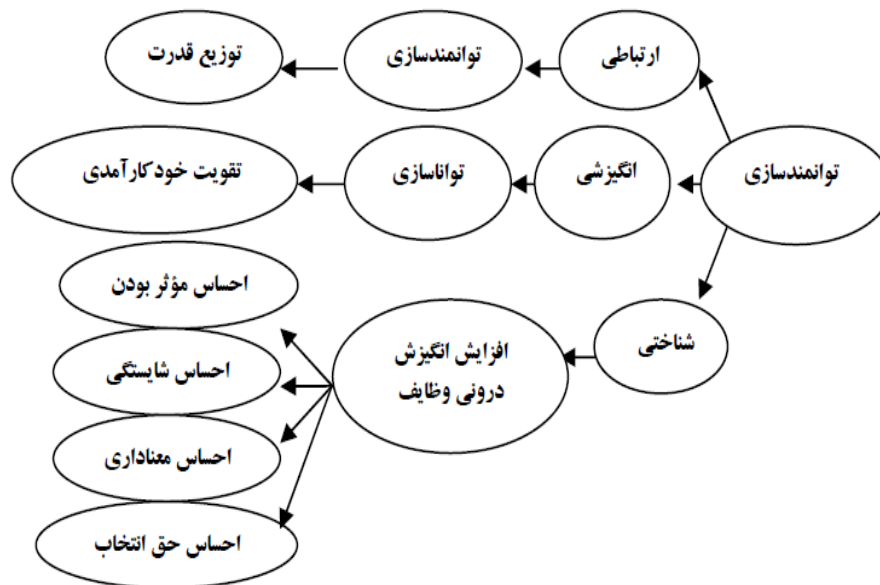 ارتباطی
توانمندسازی
توزیع قدرت
توانمندسازی
انگیزشی
تواناسازی
تقویت خودکارآمدی
شناختی
افزایش انگیزش
درونی وظایف
احساس مؤثر بودن
احساس شایستگی
احساس معناداری
احساس حق انتخاب